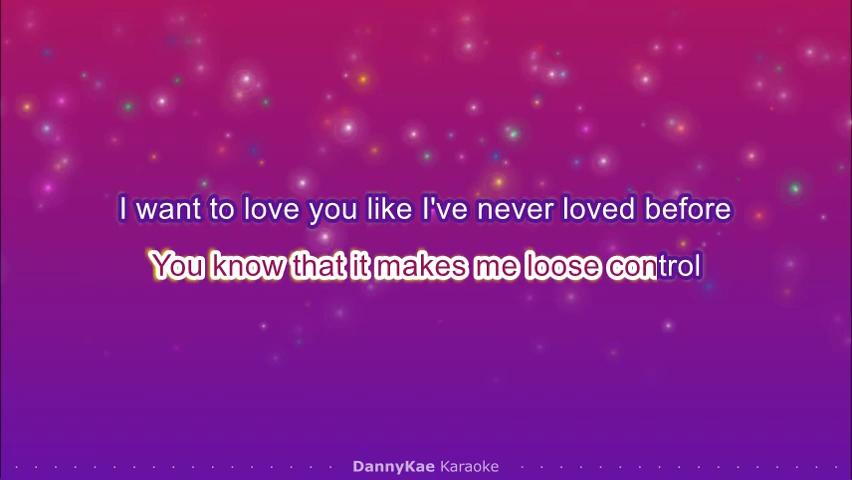 I want to love you like I've never loved before
You know that it makes me loose control
DannyKae Karaoke